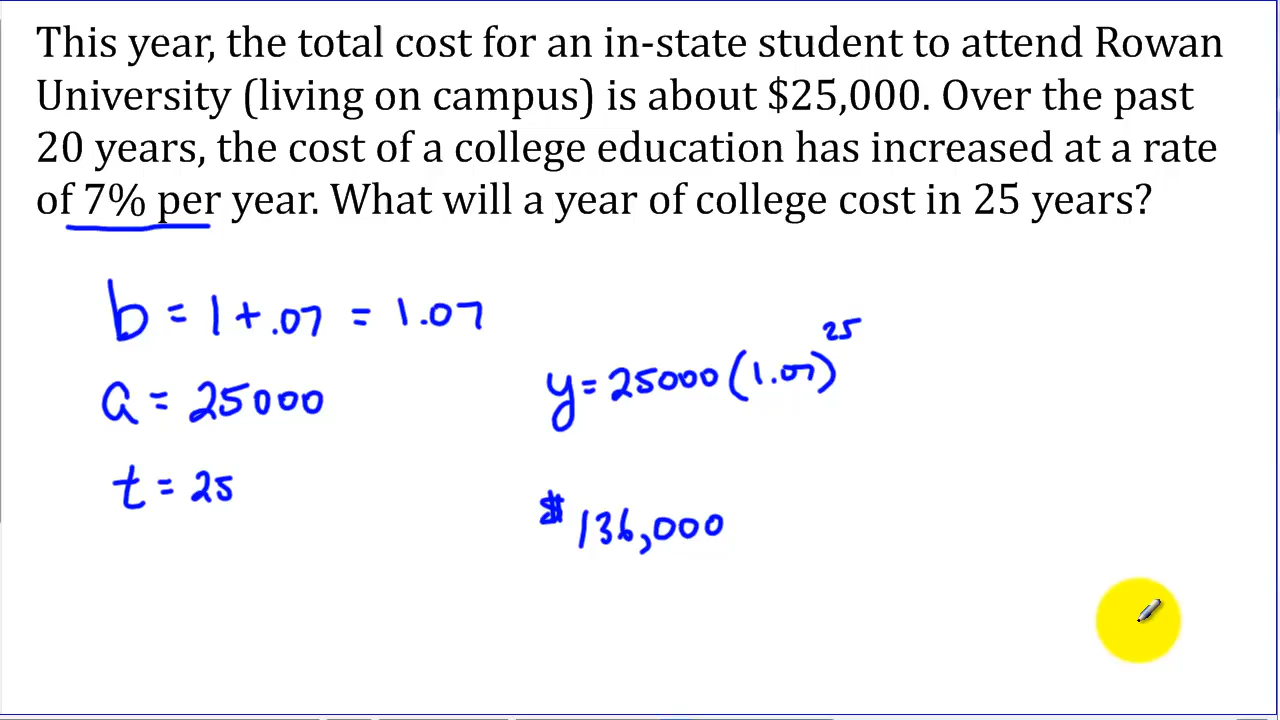 This year, the total cost for an in-state student to attend Rowan
University (living on campus) is about $25,000. Over the past
20 years, the cost of a college education has increased at a rate
of 7% per year. What will a year of college cost in 25 years?
b = 1 + .07 = 1.07
a = 25000
t = 25
y = 25000 (1.07)^25
$136,000